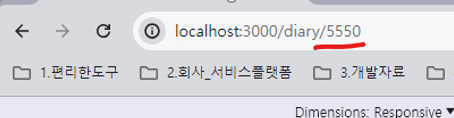 localhost:3000/diary/5550
1.편리한도구 2.회사_서비스플랫폼 3.개발자료
Dimensions: Responsive